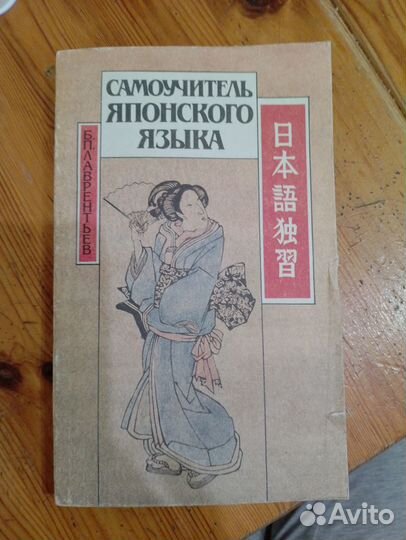 САМОУЧИТЕЛЬ
ЯПОНСКОГО
ЯЗЫКА
Б.П.ЛАВРЕНТЬЕВ
日本語独習
Avito